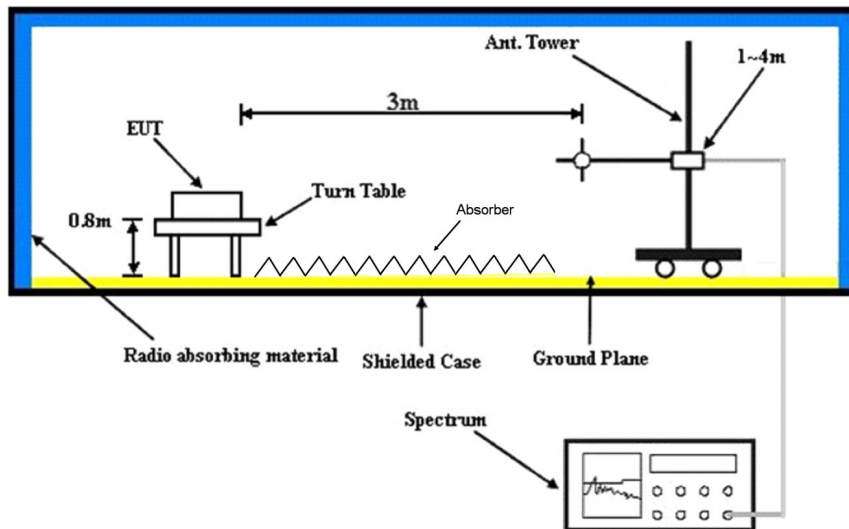 Ant. Tower
1~4m
3m
EUT
Turn Table
0.8m
Absorber
Radio absorbing material
Shielded Case
Ground Plane
Spectrum